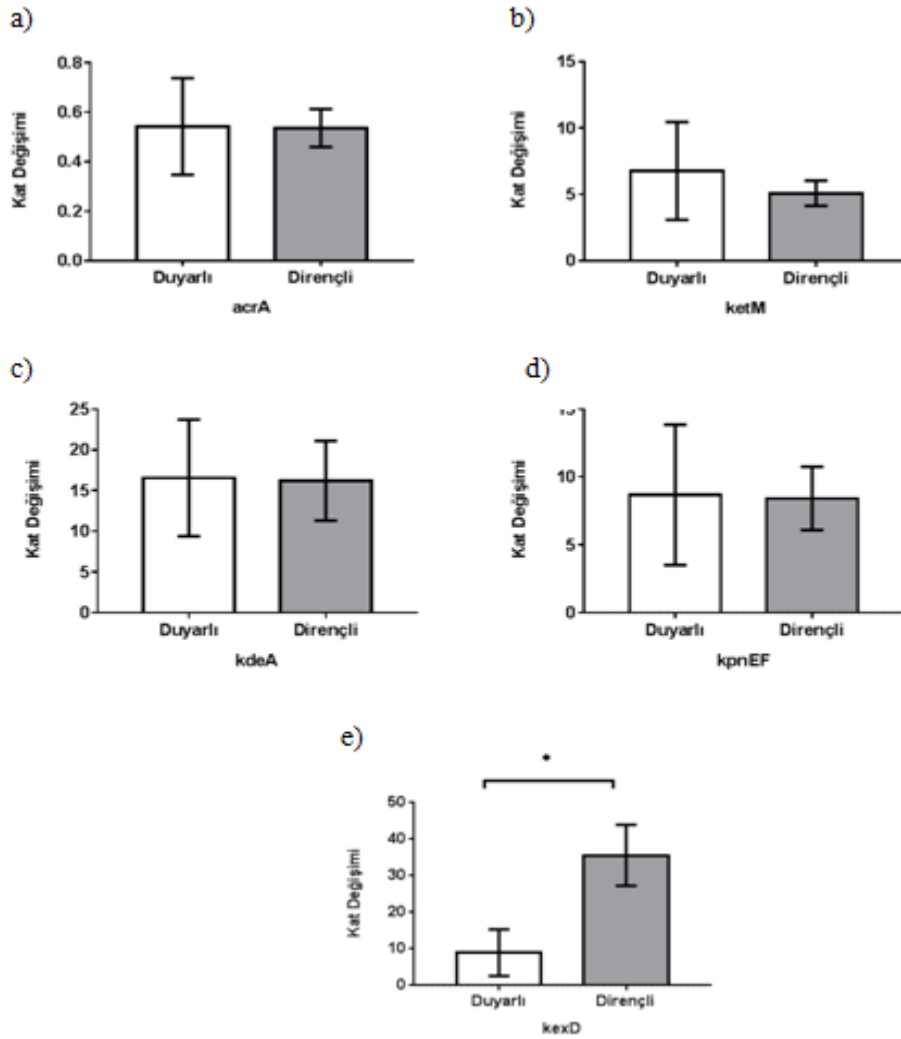 a)
0.8
0.6
0.4
0.2
0.0
Kat Değişimi
Duyarlı Dirençli
acrA
b)
15
10
5
0
Kat Değişimi
Duyarlı Dirençli
ketM
c)
25
20
15
10
5
0
Kat Değişimi
Duyarlı Dirençli
kdeA
d)
15
10
5
0
Kat Değişimi
Duyarlı Dirençli
kpnEF
e)
*
50
40
30
20
10
0
Kat Değişimi
Duyarlı Dirençli
kexD